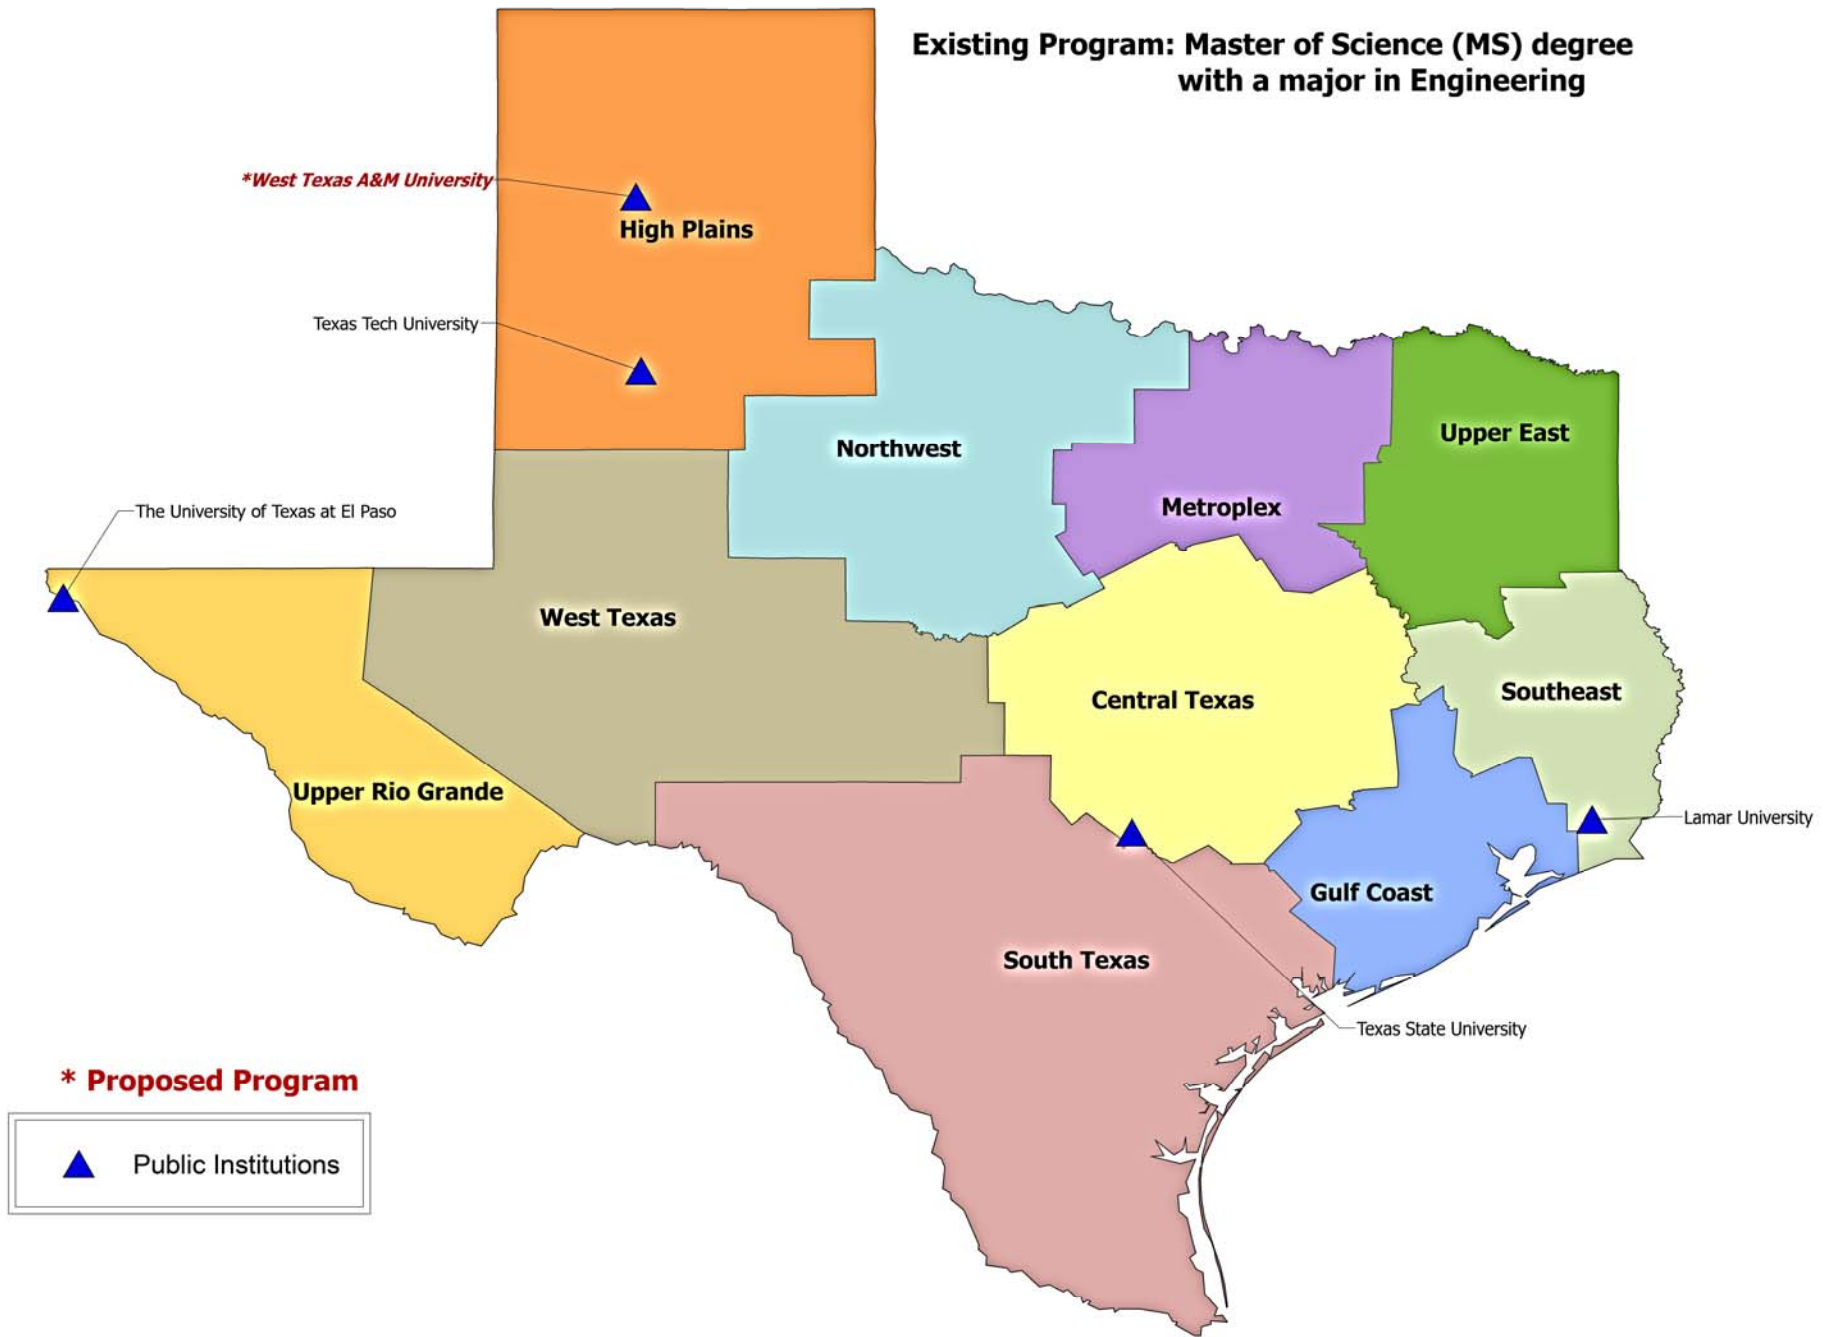 Existing Program: Master of Science (MS) degree
with a major in Engineering
*West Texas A&M University
High Plains
Texas Tech University
Upper East
Northwest
Metroplex
The University of Texas at El Paso
West Texas
Southeast
Central Texas
Upper Rio Grande
Lamar University
Gulf Coast
South Texas
Texas State University
* Proposed Program
Public Institutions